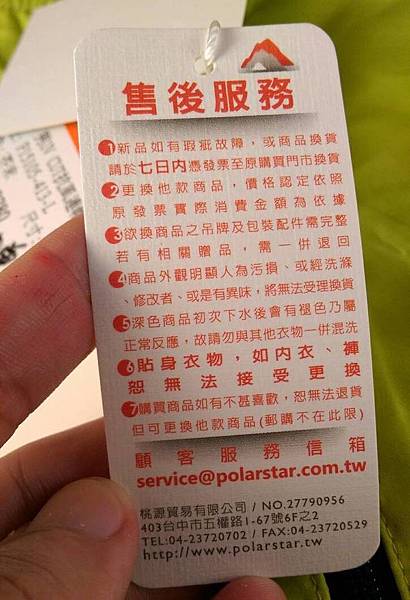 售後服務
1新品如有瑕疵故障，或商品換貨
請於七日內憑發票至原購買門市換貨
2更換他款商品，價格認定依照
原發票實際消費金額為依據
3欲換商品之吊牌及包裝配件需完整
若有相關贈品，需一併退回
4商品外觀明顯人為污損、或經洗滌
、修改者、或是有異味，將無法受理換貨
5深色商品初次下水後會有褪色乃屬
正常反應，故請勿與其他衣物一併混洗
6貼身衣物，如內衣、褲
恕無法接受更換
7購買商品如有不甚喜歡，恕無法退貨
但可更換他款商品(郵購不在此限)
顧客服務信箱
service@polarstar.com.tw
桃源貿易有限公司 / NO.27790956
403台中市五權路1-67號6F之2
TEL:04-23720702 / FAX:04-23720529
http://www.polarstar.tw